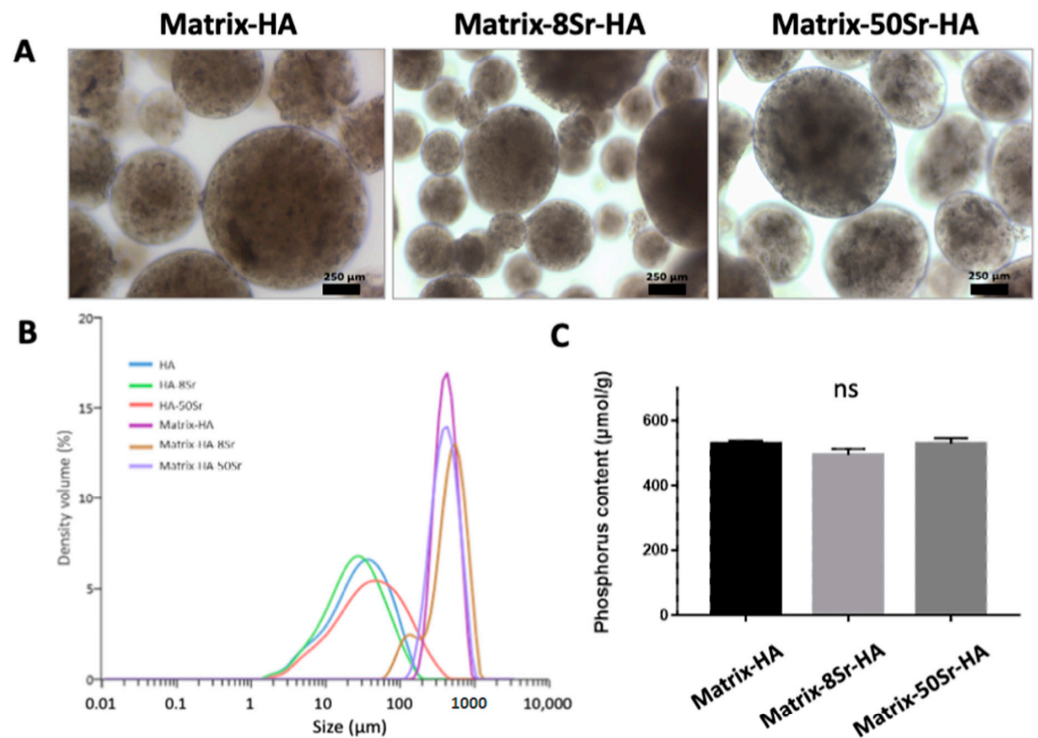 Matrix-HA Matrix-8Sr-HA Matrix-50Sr-HA
A
250 µm 250 µm 250 µm
B
C
20
15
10
5
0
Density volume (%)
HA
HA-8Sr
HA-50Sr
Matrix-HA
Matrix-HA-8Sr
Matrix-HA-50Sr
0.01 0.1 1 10 100 1000 10,000
Size (µm)
ns
Phosphorus content (µmol/g)
600
400
200
0
Matrix-HA
Matrix-8Sr-HA
Matrix-50Sr-HA